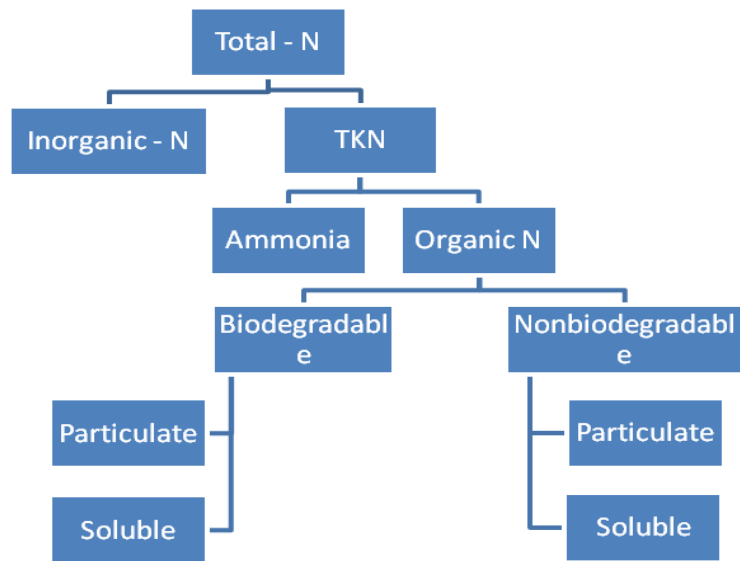 Total - N
Inorganic - N
TKN
Ammonia
Organic N
Biodegradabl
e
Nonbiodegradabl
e
Particulate
Soluble
Particulate
Soluble